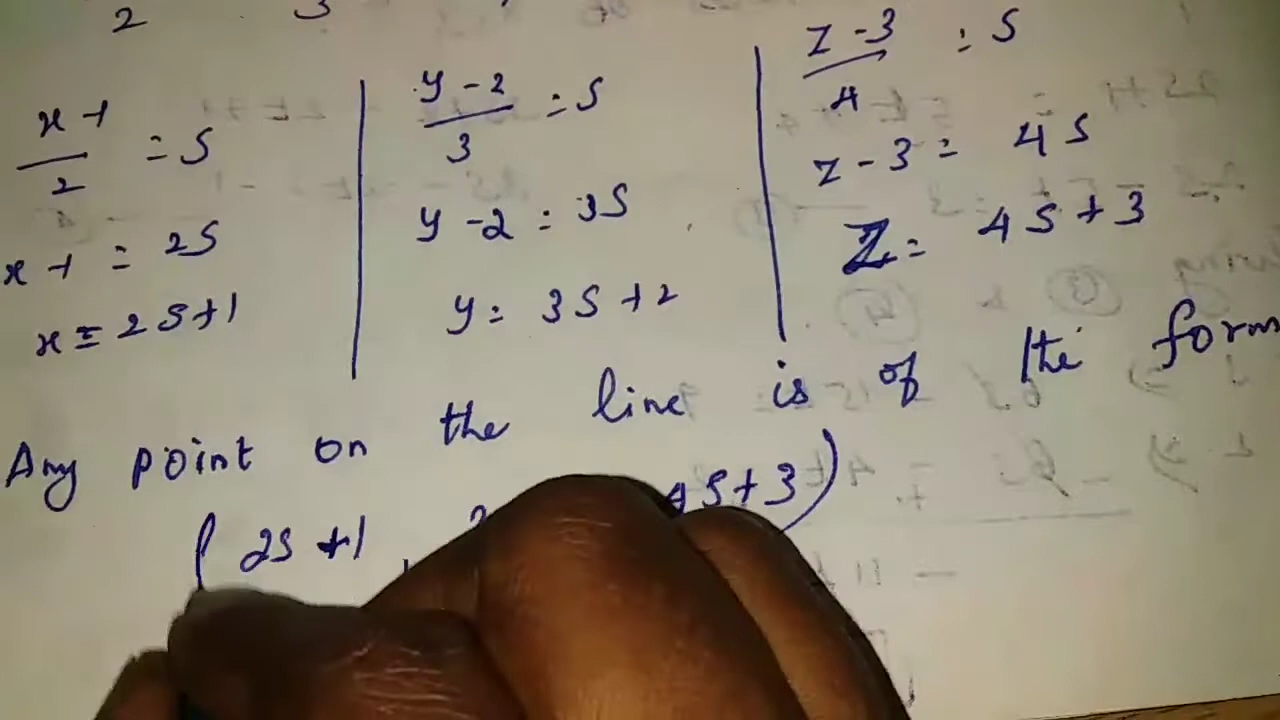 2 3
x-1/2 = S
x-1 = 2S
x = 2S+1
y-2/3 = S
y-2 = 3S
y = 3S+2
z-3/4 = S
z-3 = 4S
Z = 4S+3
Any point on the line is of the form
( 2S+1 , 4S+3 )